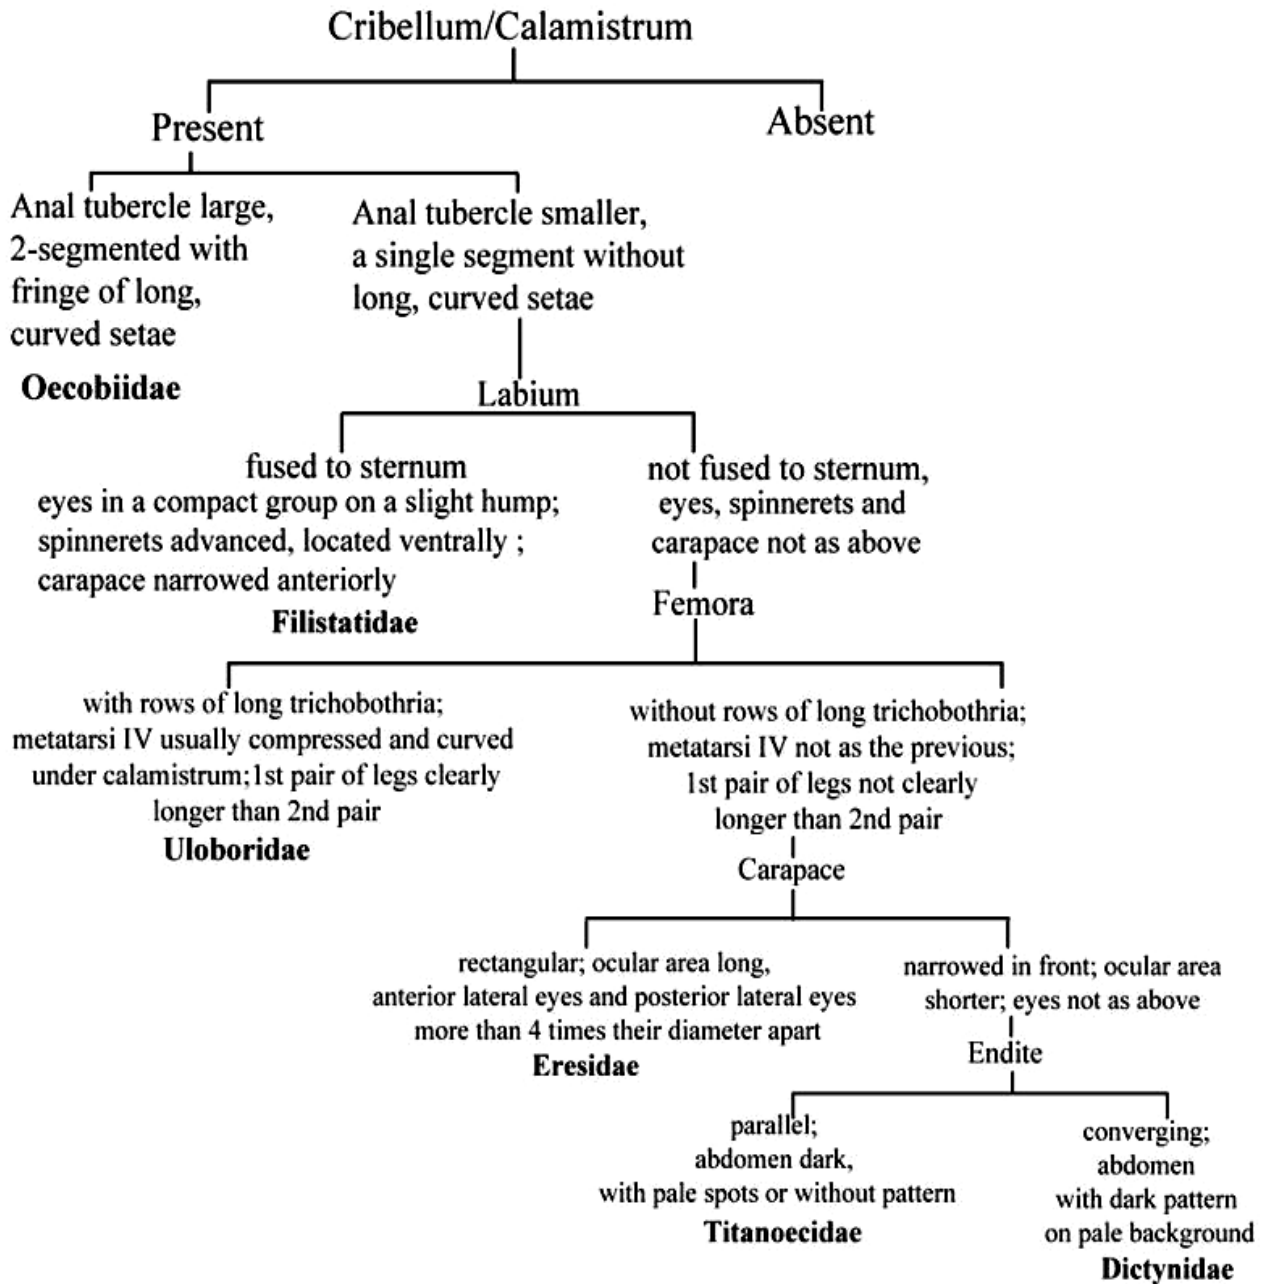 Cribellum/Calamistrum
Present
Absent
Anal tubercle large,
2-segmented with
fringe of long,
curved setae
Oecobiidae
Anal tubercle smaller,
a single segment without
long, curved setae
Labium
fused to sternum
eyes in a compact group on a slight hump;
spinnerets advanced, located ventrally ;
carapace narrowed anteriorly
Filistatidae
not fused to sternum,
eyes, spinnerets and
carapace not as above
Femora
with rows of long trichobothria;
metatarsi IV usually compressed and curved
under calamistrum;1st pair of legs clearly
longer than 2nd pair
Uloboridae
without rows of long trichobothria;
metatarsi IV not as the previous;
1st pair of legs not clearly
longer than 2nd pair
Carapace
rectangular; ocular area long,
anterior lateral eyes and posterior lateral eyes
more than 4 times their diameter apart
Eresidae
narrowed in front; ocular area
shorter; eyes not as above
Endite
parallel;
abdomen dark,
with pale spots or without pattern
Titanoecidae
converging;
abdomen
with dark pattern
on pale background
Dictynidae